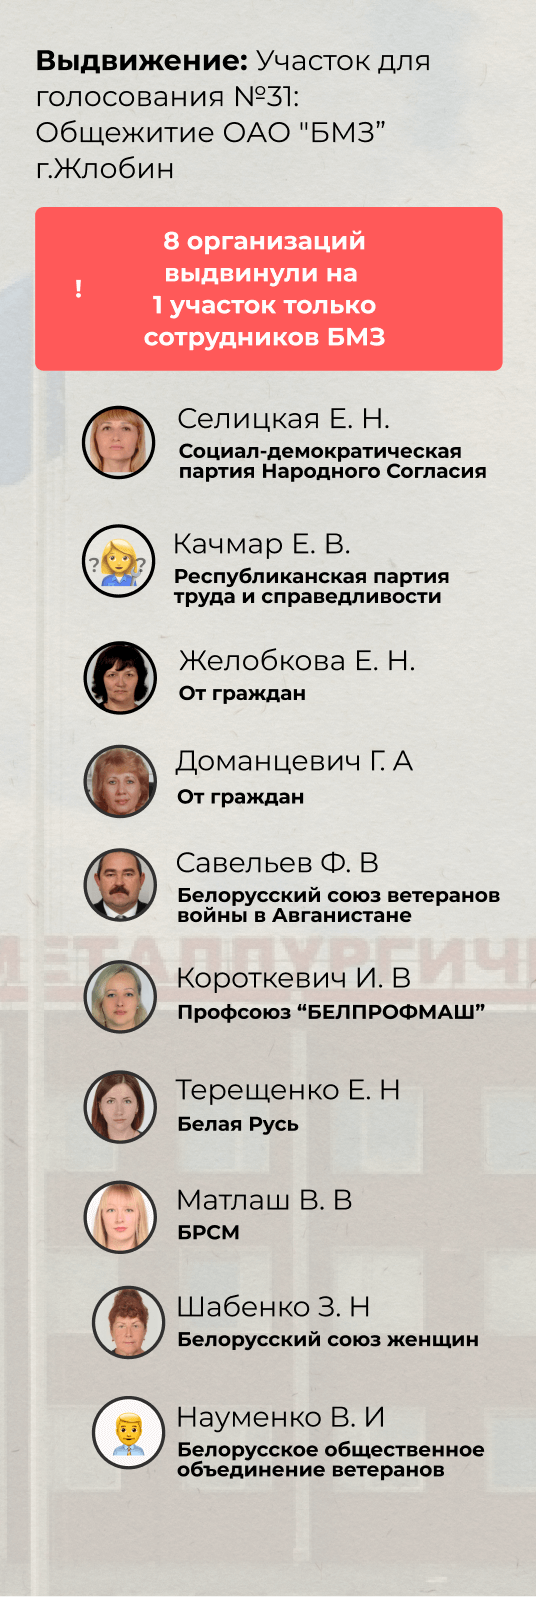 Выдвижение: Участок для
голосования №31:
Общежитие ОАО "БМЗ”
г.Жлобин
8 организаций
выдвинули на
! 1 участок только
сотрудников БМЗ
Селицкая Е. Н.
Социал-демократическая
партия Народного Согласия
? ?
Качмар Е. В.
Республиканская партия
труда и справедливости
Желобкова Е. Н.
От граждан
Доманцевич Г. А
От граждан
Савельев Ф. В
Белорусский союз ветеранов
войны в Авганистане
МЕТАЛЛУРГИЧ
Короткевич И. В
Профсоюз “БЕЛПРОФМАШ”
Терещенко Е. Н
Белая Русь
Матлаш В. В
БРСМ
Шабенко З. Н
Белорусский союз женщин
Науменко В. И
Белорусское общественное
объединение ветеранов